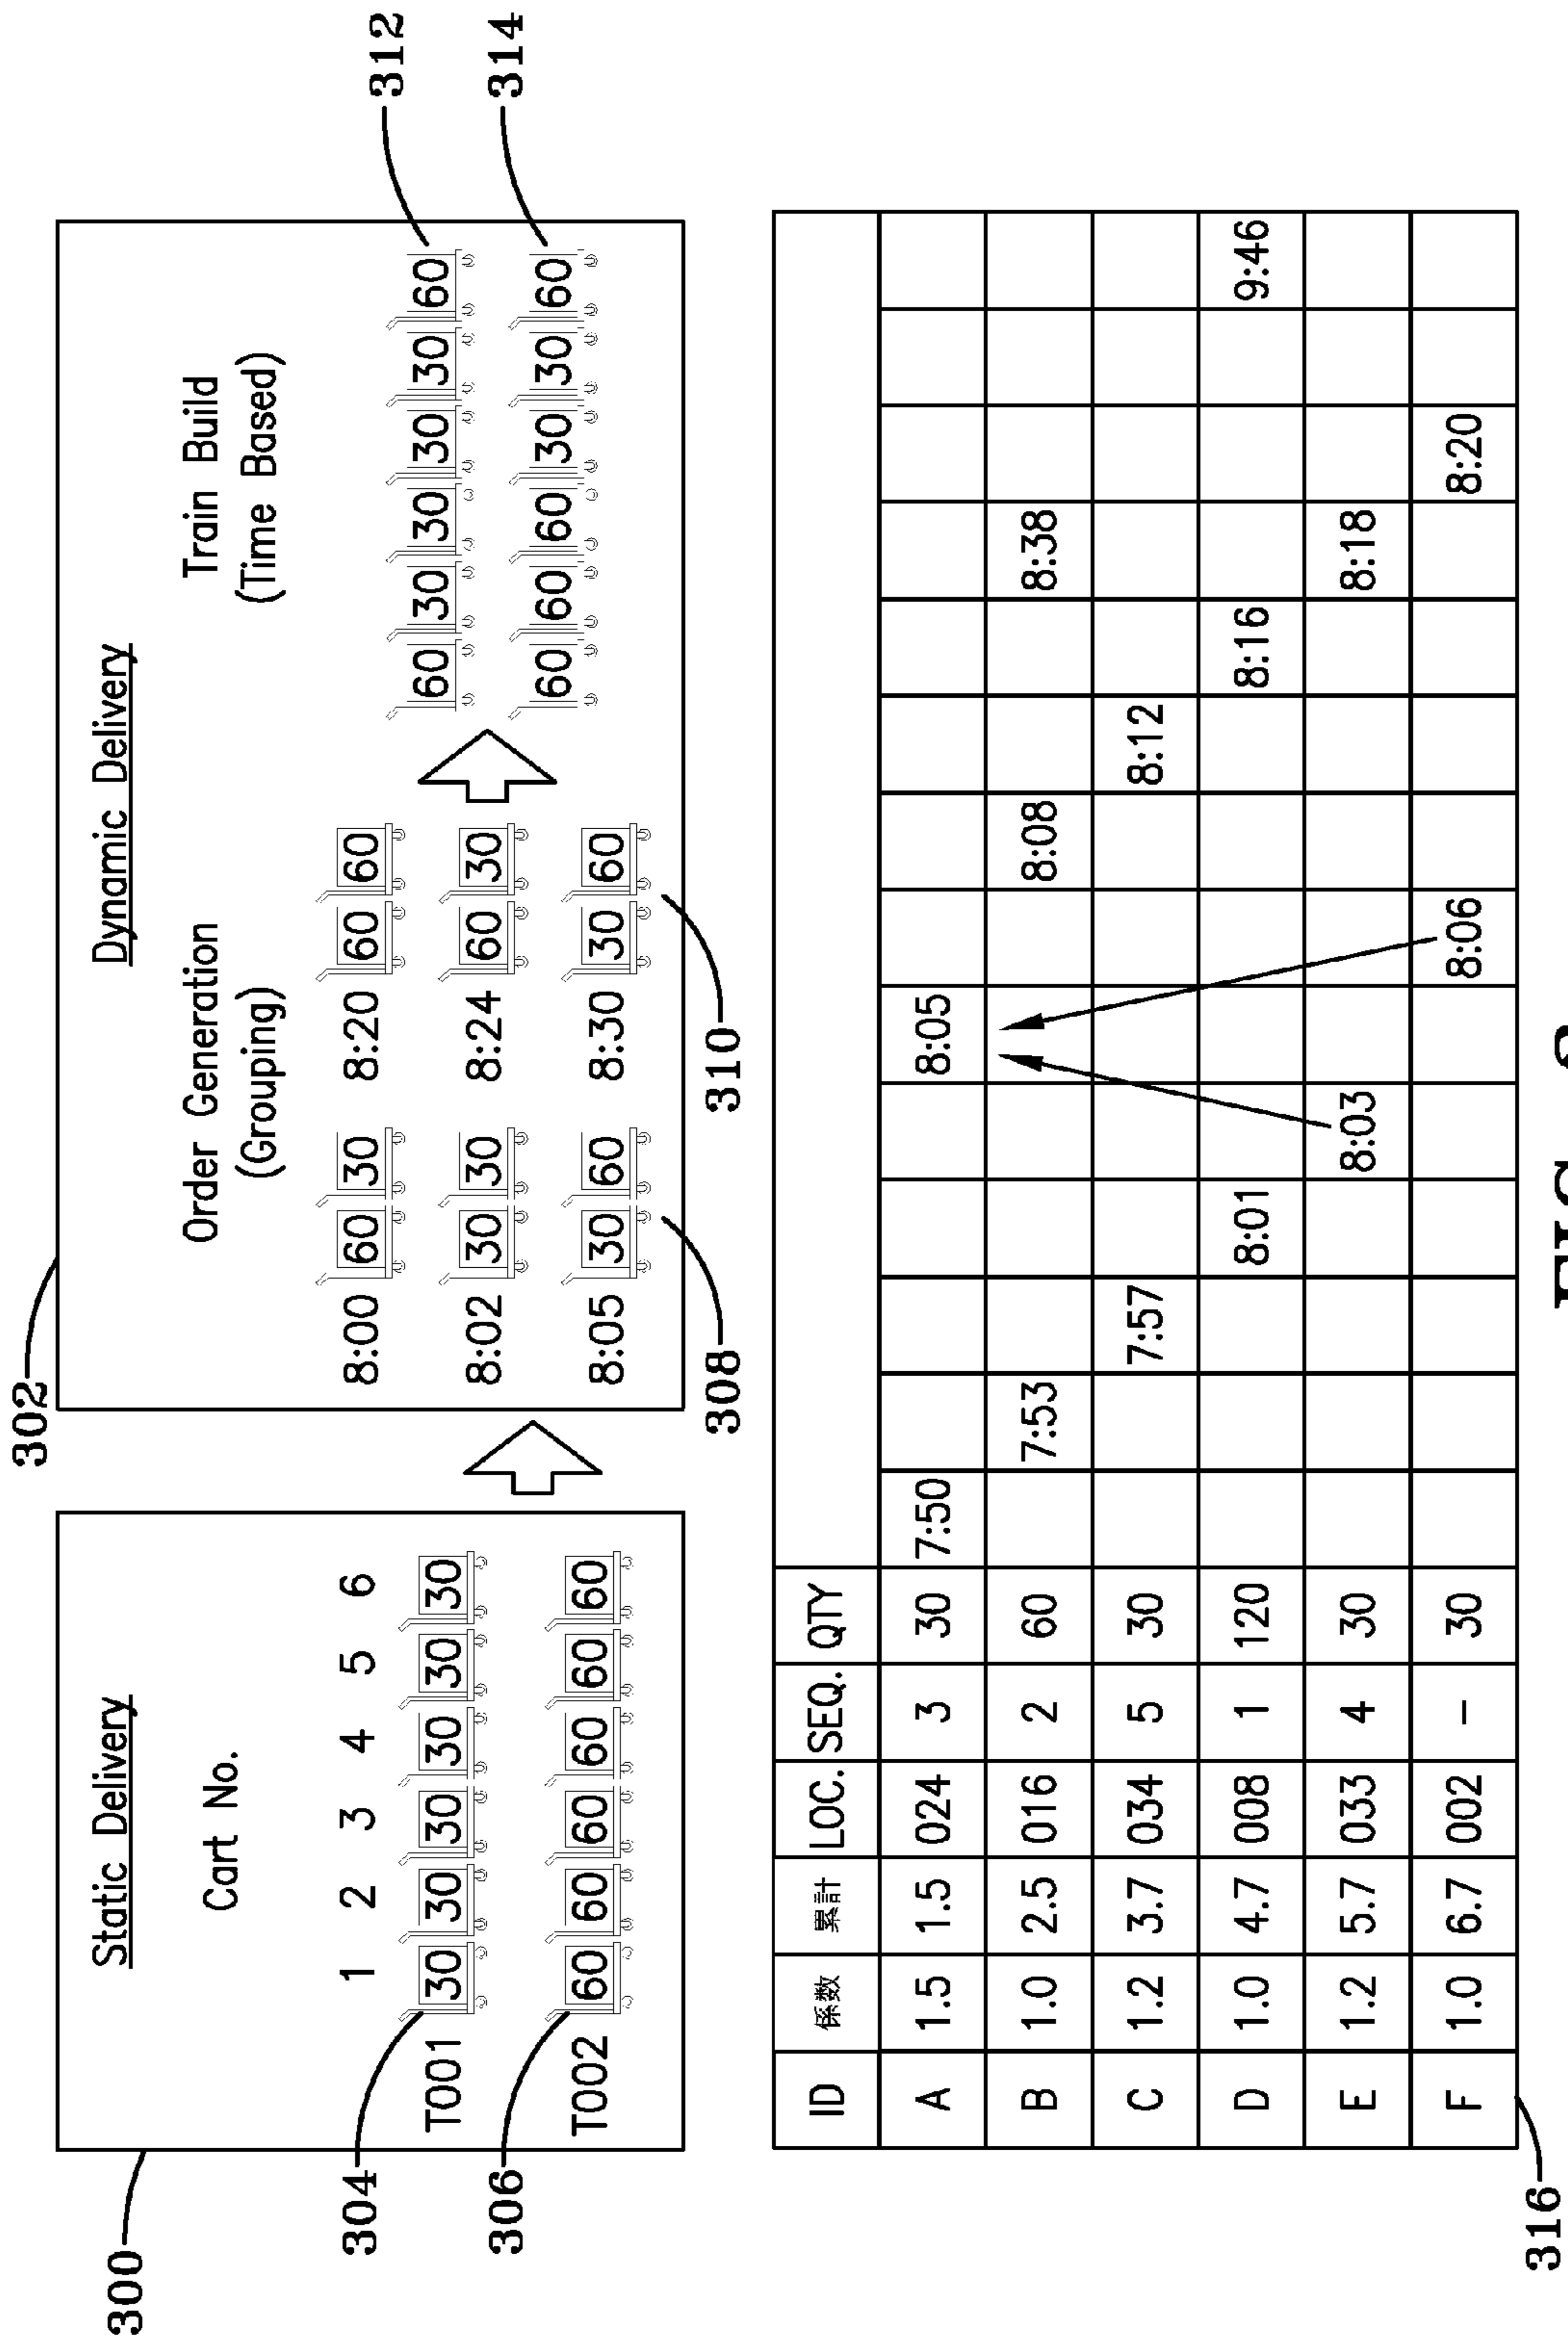 300
Static Delivery
Cart No.
1 2 3 4 5 6
304
T001 30 30 30 30 30 30
306
T002 60 60 60 60 60 60
302
Dynamic Delivery
Order Generation
(Grouping)
8:00 60 30 8:20 60 60
8:02 30 30 8:24 60 30
8:05 30 60 8:30 30 60
308
310
Train Build
(Time Based)
60 30 30 30 30 60
312
60 60 60 30 30 60
314
ID 係数 累計 LOC. SEQ. QTY
A 1.5 1.5 024 3 30 7:50 8:05
B 1.0 2.5 016 2 60 7:53 8:08 8:38
C 1.2 3.7 034 5 30 7:57 8:12
D 1.0 4.7 008 1 120 8:01 8:16 9:46
E 1.2 5.7 033 4 30 8:03 8:18
F 1.0 6.7 002 – 30 8:06 8:20
316